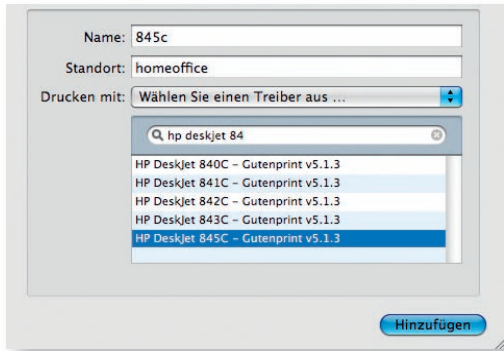 Name: 845c
Standort: homeoffice
Drucken mit: Wählen Sie einen Treiber aus ...
hp deskjet 84
HP DeskJet 840C – Gutenprint v5.1.3
HP DeskJet 841C – Gutenprint v5.1.3
HP DeskJet 842C – Gutenprint v5.1.3
HP DeskJet 843C – Gutenprint v5.1.3
HP DeskJet 845C – Gutenprint v5.1.3
Hinzufügen